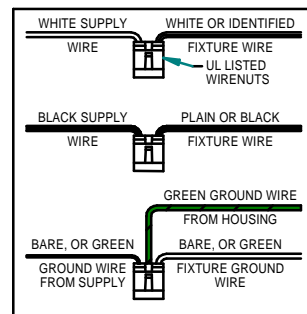 WHITE SUPPLY
WIRE
WHITE OR IDENTIFIED
FIXTURE WIRE
UL LISTED
WIRENUTS
BLACK SUPPLY
WIRE
PLAIN OR BLACK
FIXTURE WIRE
GREEN GROUND WIRE
FROM HOUSING
BARE, OR GREEN
GROUND WIRE
FROM SUPPLY
BARE, OR GREEN
FIXTURE GROUND
WIRE